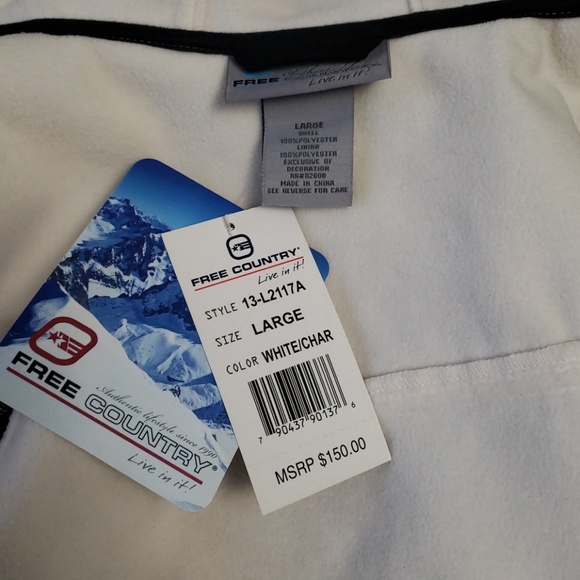 FREE
Live in it!
LARGE
SHELL
100%POLYESTER
LINING
100%POLYESTER
EXCLUSIVE OF
DECORATION
MADE IN CHINA
SEE REVERSE FOR CARE
FREE COUNTRY®
Live in it!
STYLE 13-L2117A
SIZE LARGE
COLOR WHITE/CHAR
7 90437 90137 6
MSRP $150.00
FREE COUNTRY®
Authentic lifestyle since 1990
Live in it!